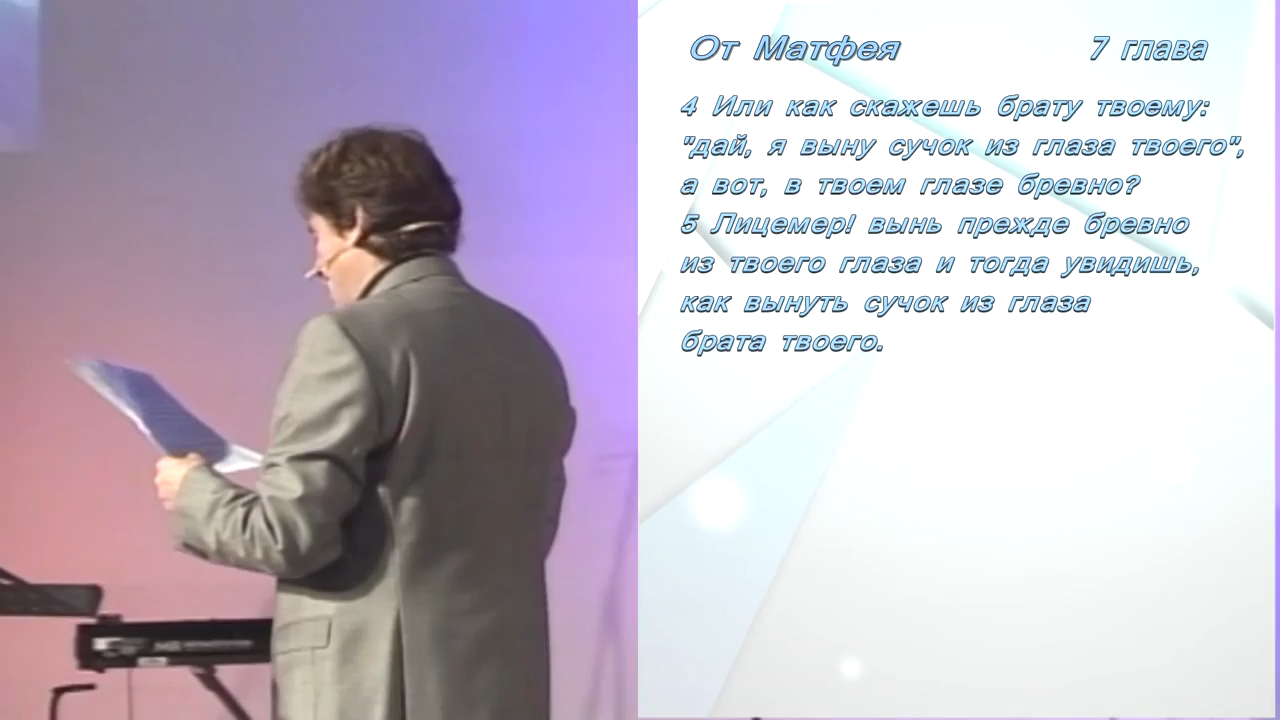 От Матфея 7 глава
4 Или как скажешь брату твоему:
"дай, я выну сучок из глаза твоего",
а вот, в твоем глазе бревно?
5 Лицемер! вынь прежде бревно
из твоего глаза и тогда увидишь,
как вынуть сучок из глаза
брата твоего.